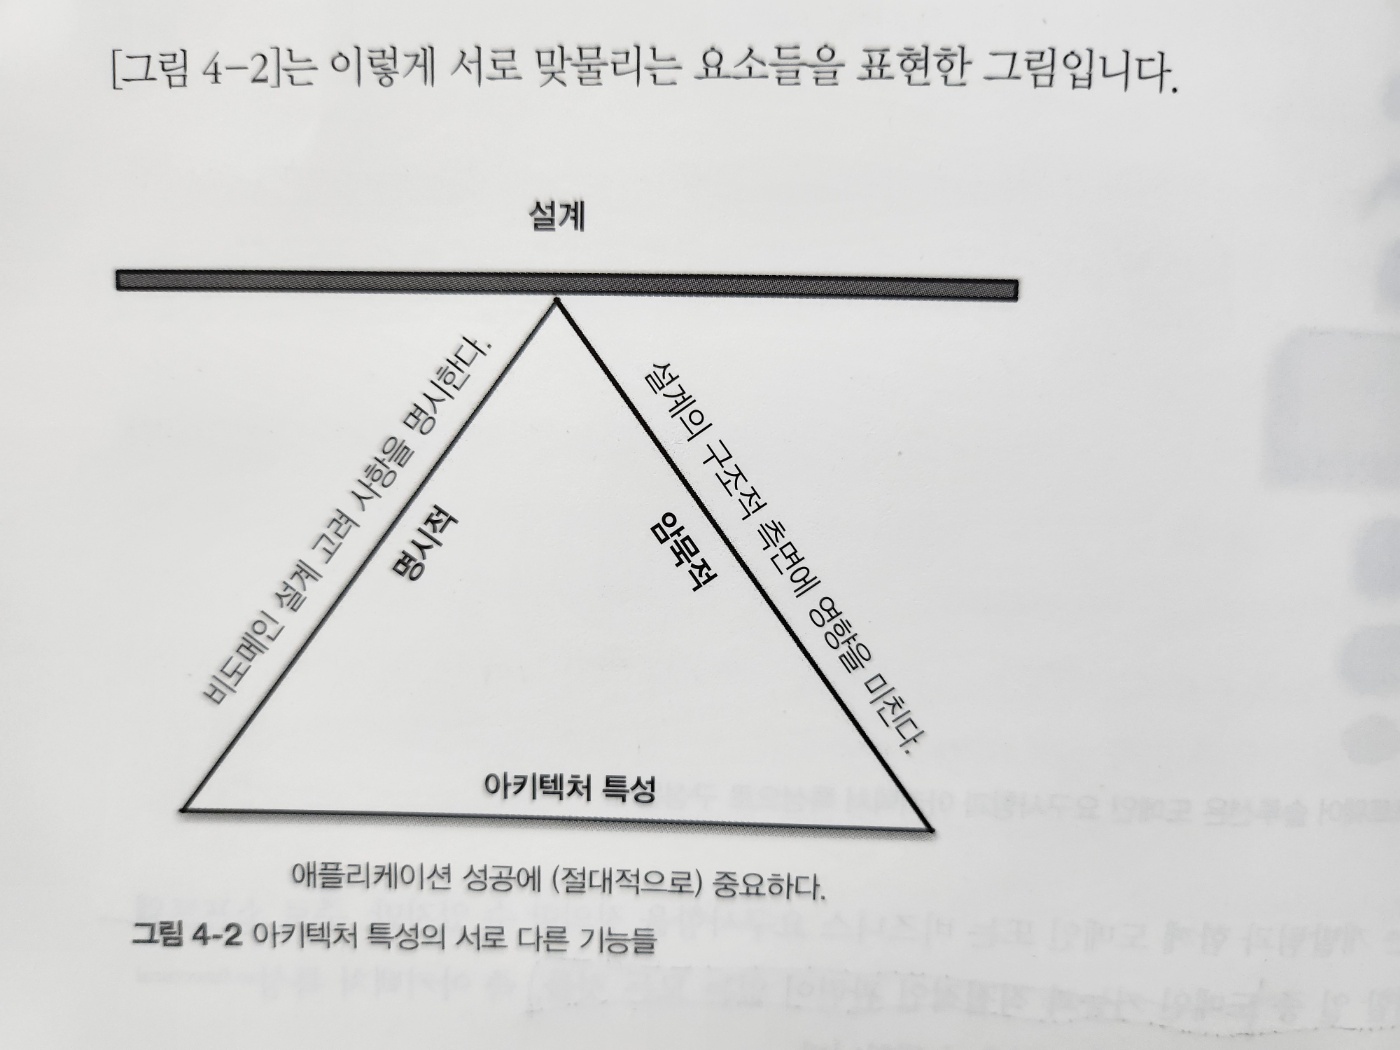 [그림 4-2]는 이렇게 서로 맞물리는 요소들을 표현한 그림입니다.
설계
비도메인 설계 고려 사항을 명시한다.
명시적
설계의 구조적 측면에 영향을 미친다.
암묵적
아키텍처 특성
애플리케이션 성공에 (절대적으로) 중요하다.
그림 4-2 아키텍처 특성의 서로 다른 기능들